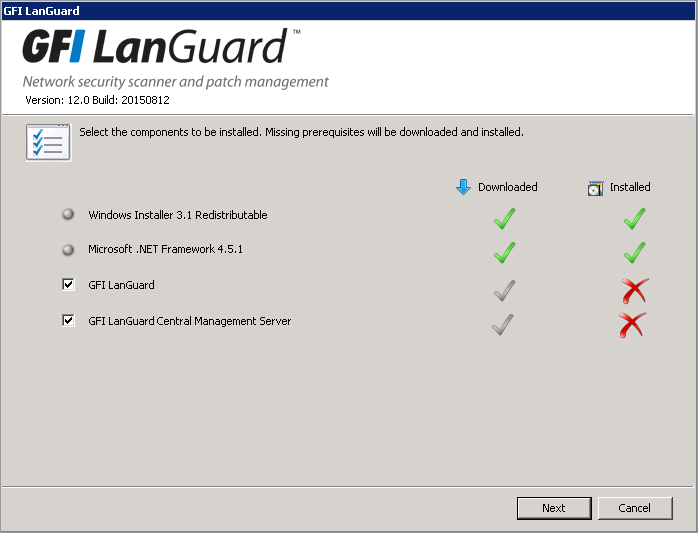 GFI LanGuard
GFI LanGuard™
Network security scanner and patch management
Version: 12.0 Build: 20150812
Select the components to be installed. Missing prerequisites will be downloaded and installed.
Downloaded Installed
Windows Installer 3.1 Redistributable
Microsoft .NET Framework 4.5.1
GFI LanGuard
GFI LanGuard Central Management Server
Next Cancel